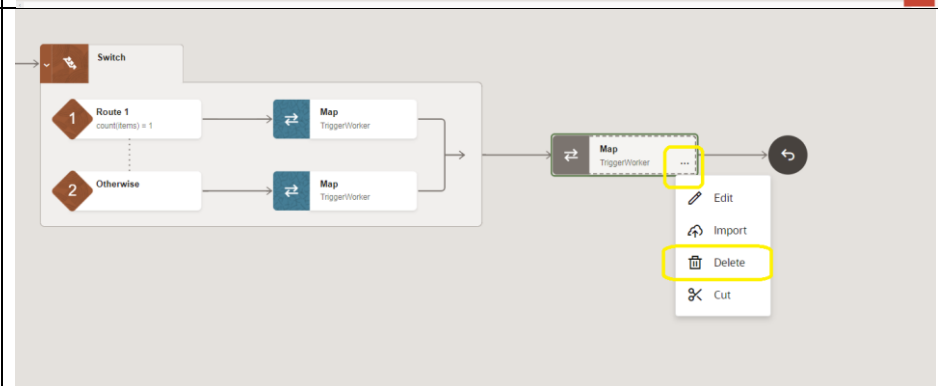 Switch
1
Route 1
count(Items) = 1
Map
TriggerWorker
2
Otherwise
Map
TriggerWorker
Map
TriggerWorker
...
Edit
Import
Delete
Cut